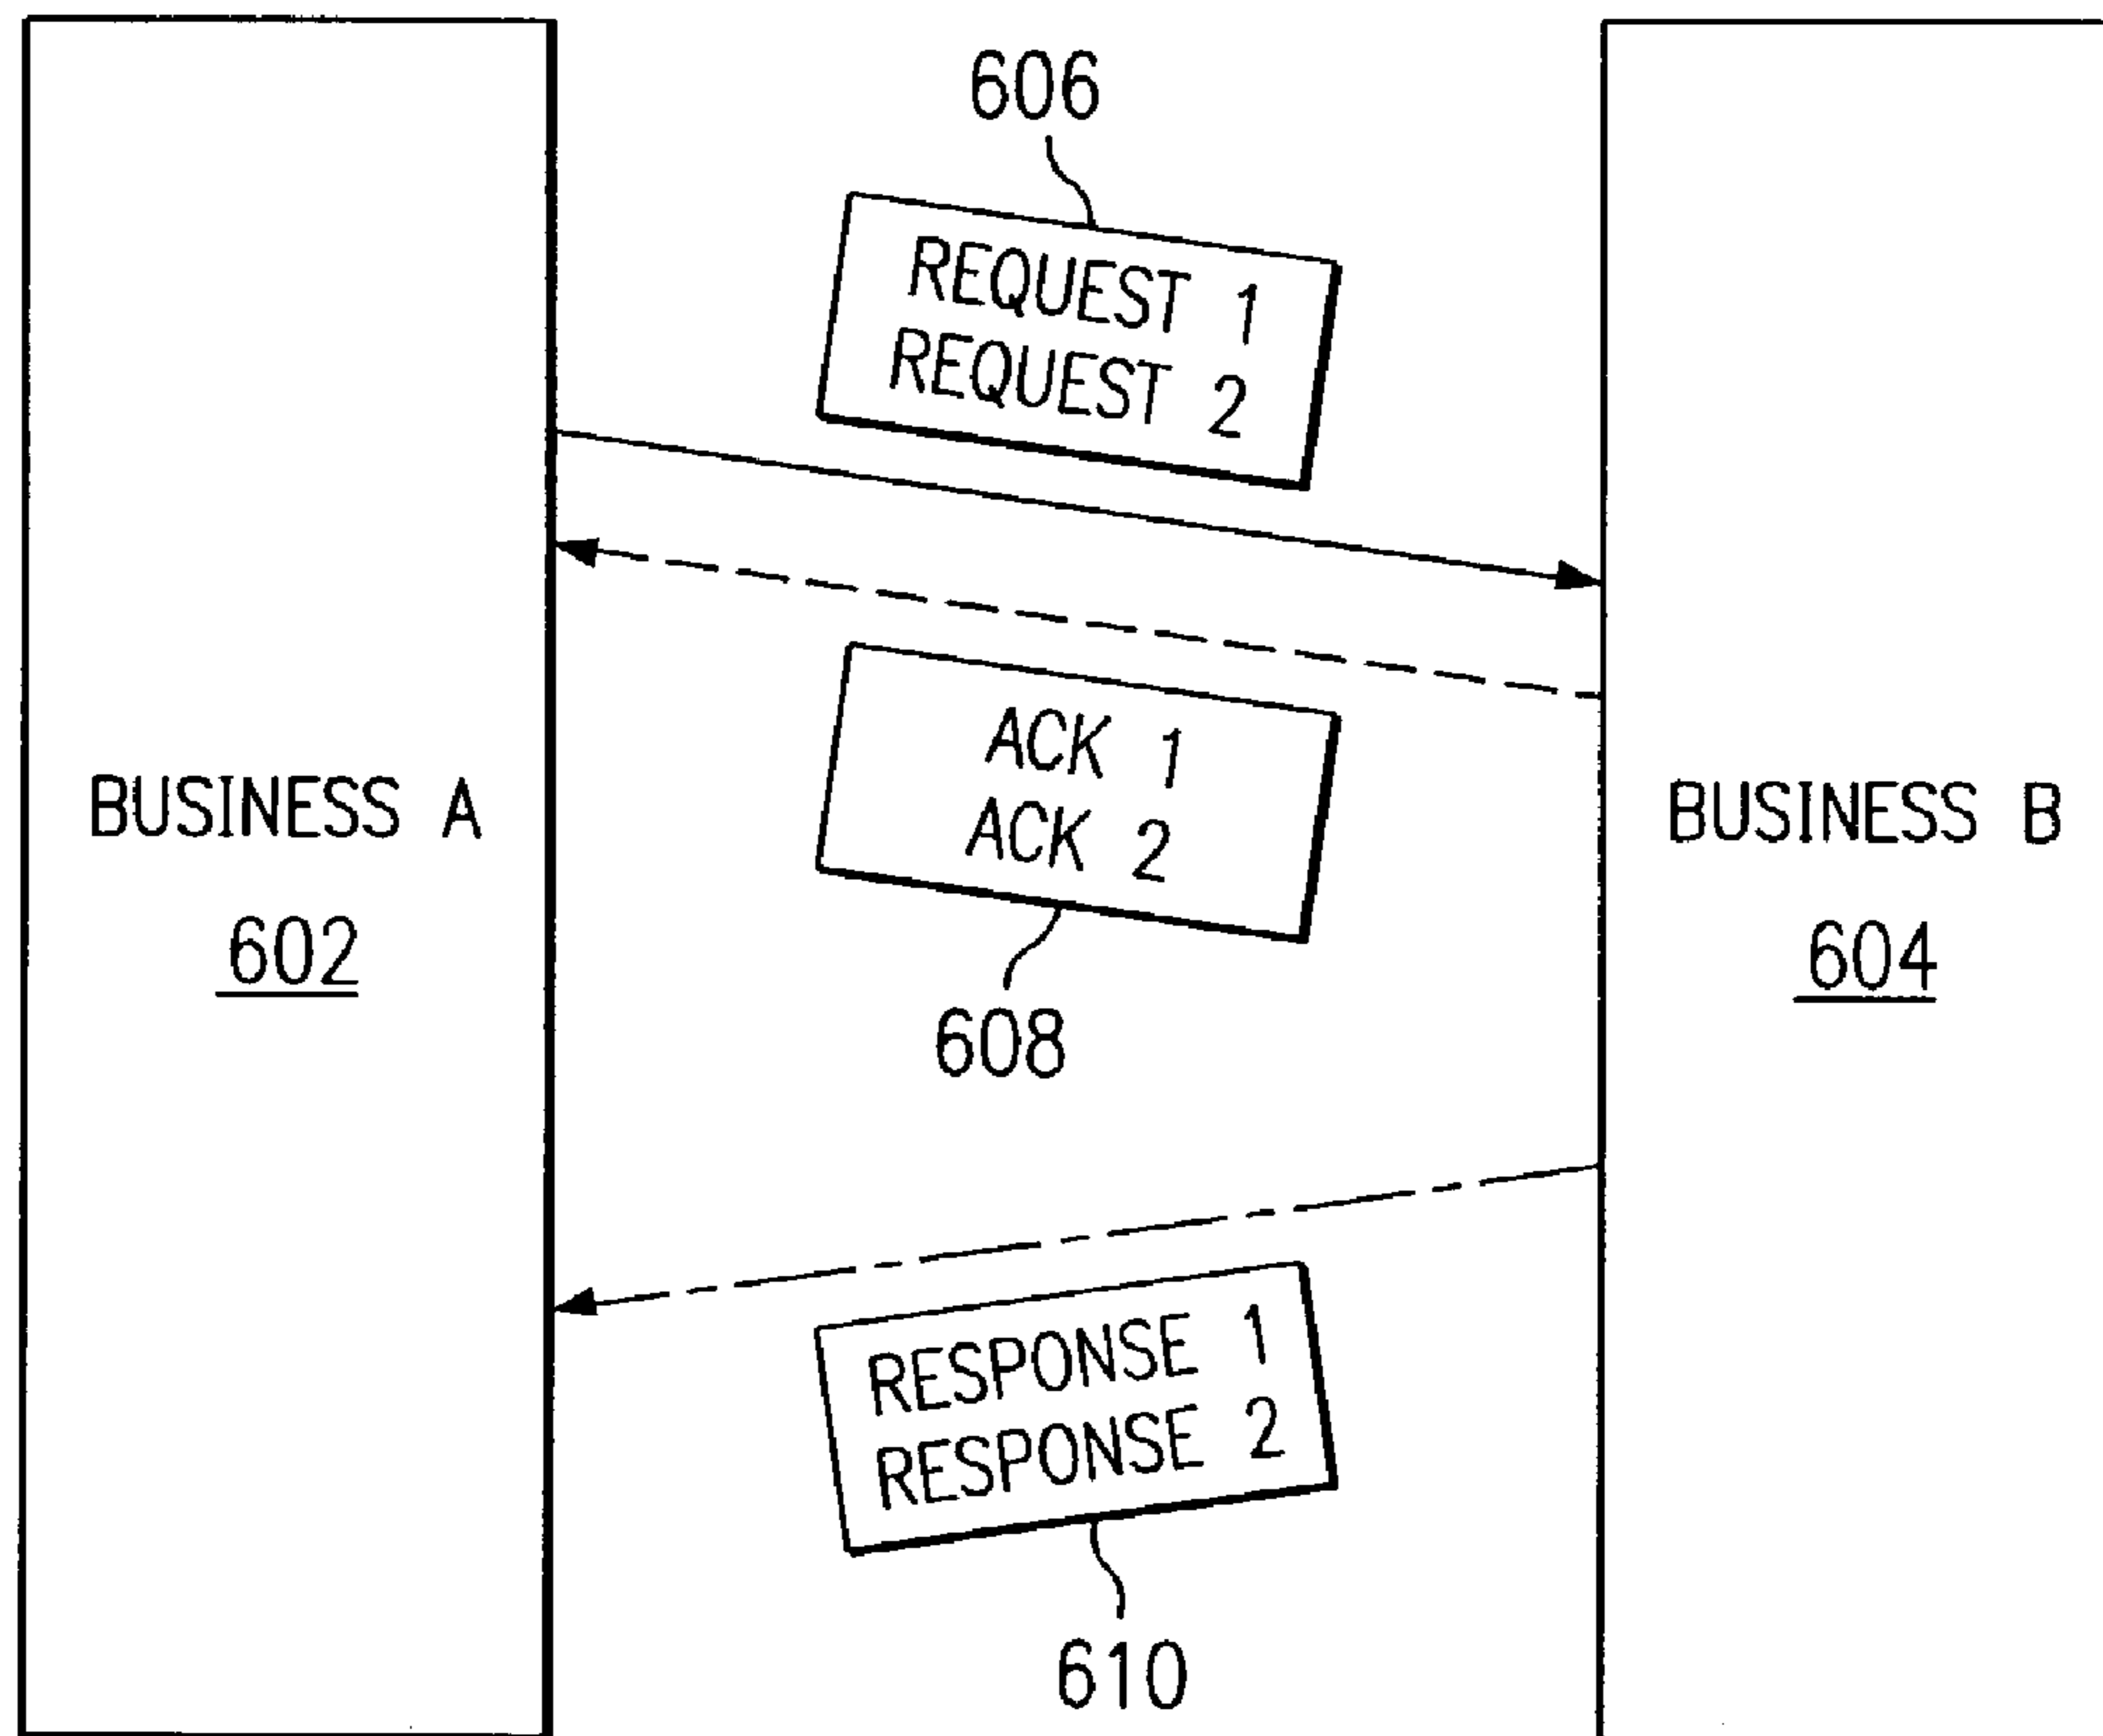 606
REQUEST 1
REQUEST 2
ACK 1
ACK 2
BUSINESS A
602
BUSINESS B
604
608
RESPONSE 1
RESPONSE 2
610